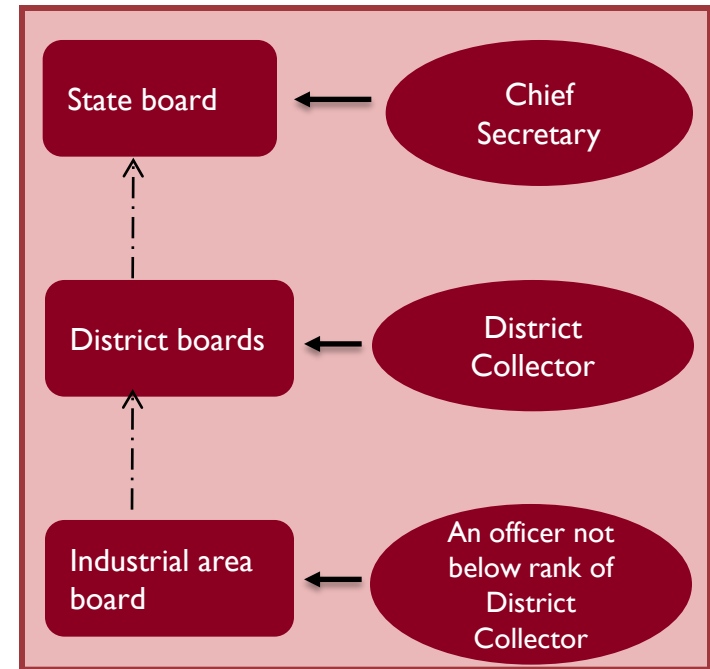 State board
Chief
Secretary
District boards
District
Collector
Industrial area
board
An officer not
below rank of
District
Collector